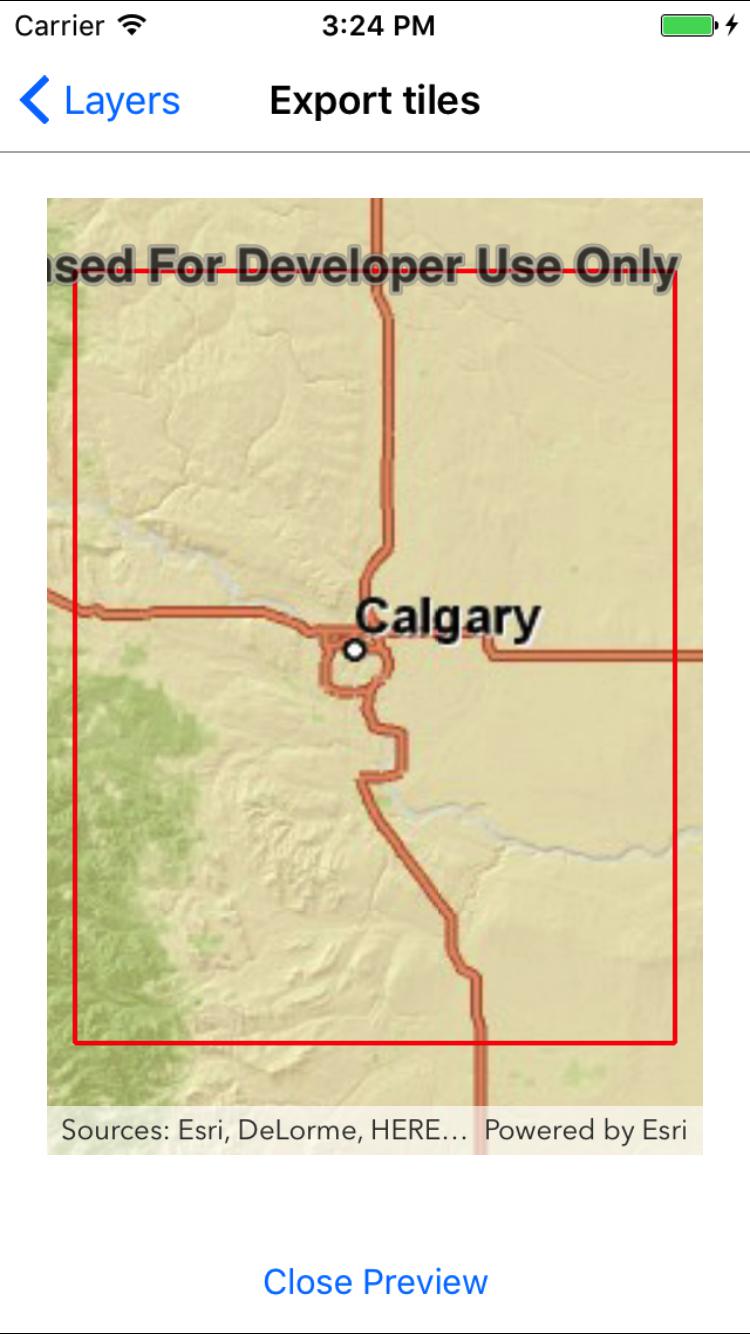 Carrier 3:24 PM
Layers Export tiles
sed For Developer Use Only
Calgary
Sources: Esri, DeLorme, HERE... Powered by Esri
Close Preview